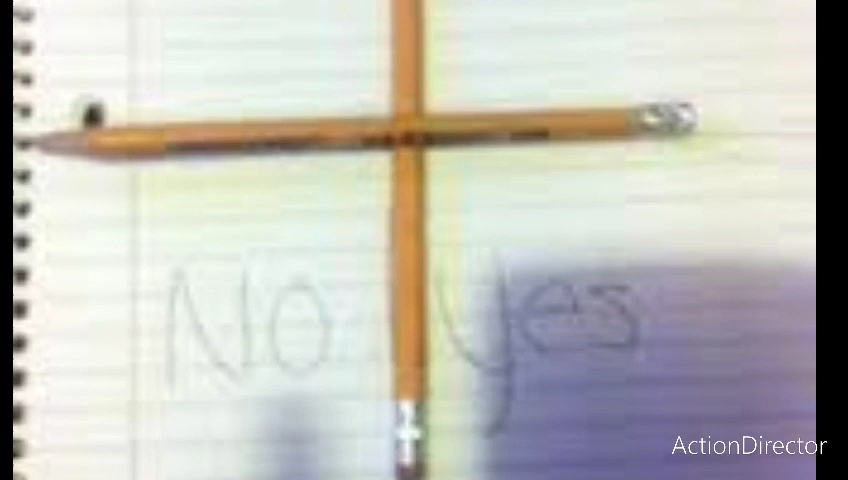 No Yes
ActionDirector